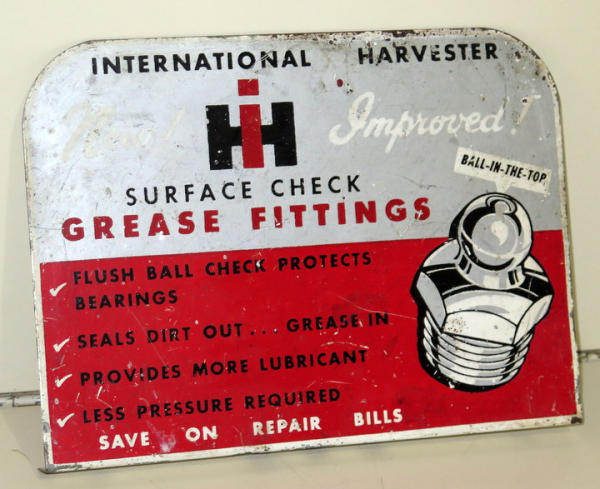 INTERNATIONAL HARVESTER
New! IH Improved!
BALL-IN-THE-TOP
SURFACE CHECK
GREASE FITTINGS
✓ FLUSH BALL CHECK PROTECTS
BEARINGS
✓ SEALS DIRT OUT... GREASE IN
✓ PROVIDES MORE LUBRICANT
✓ LESS PRESSURE REQUIRED
SAVE ON REPAIR BILLS